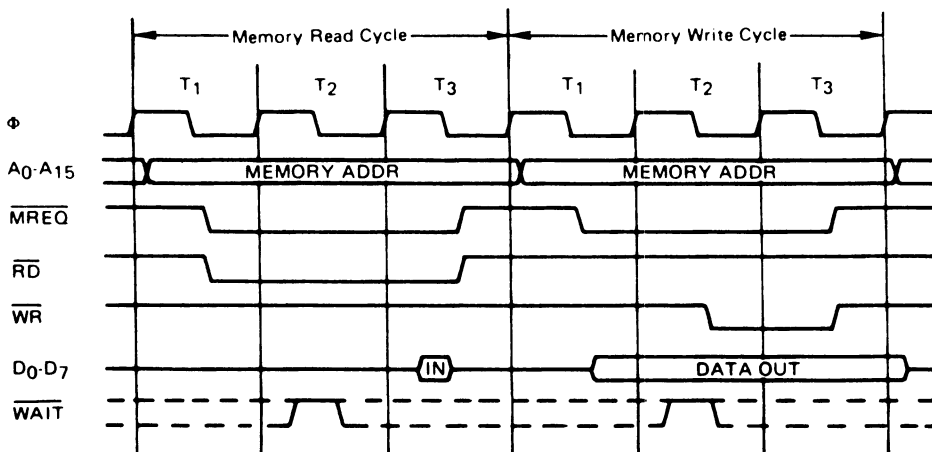 Memory Read Cycle Memory Write Cycle
T1 T2 T3 T1 T2 T3
Φ
A0-A15 MEMORY ADDR MEMORY ADDR
MREQ
RD
WR
D0-D7 IN DATA OUT
WAIT